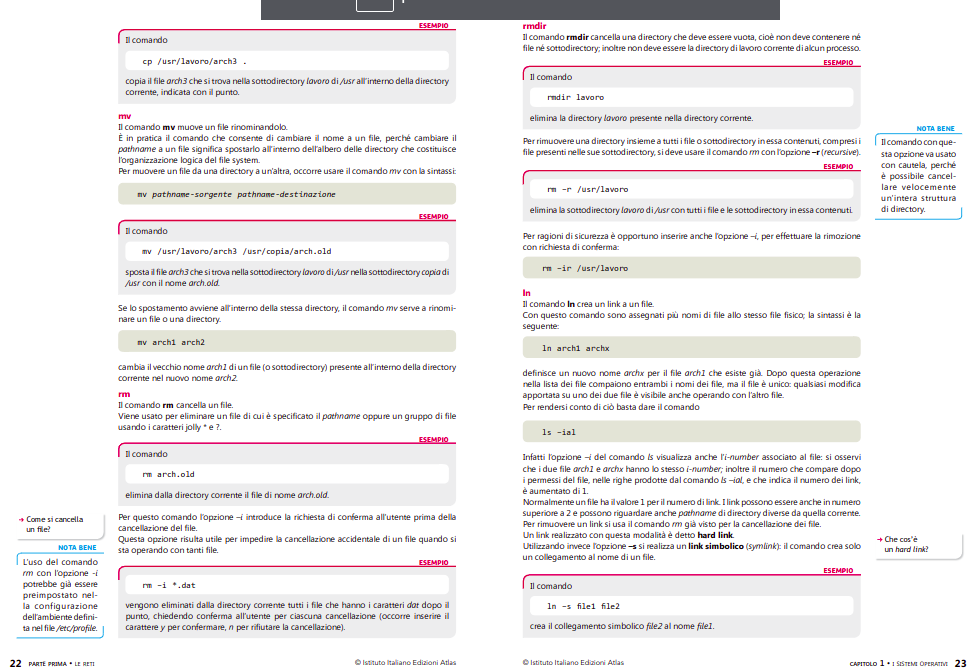 ESEMPIO
Il comando
cp /usr/lavoro/arch3 .
copia il file arch3 che si trova nella sottodirectory lavoro di /usr all'interno della directory
corrente, indicata con il punto.
mv
Il comando mv muove un file rinominandolo.
È in pratica il comando che consente di cambiare il nome a un file, perché cambiare il
pathname a un file significa spostarlo all'interno dell'albero delle directory che costituisce
l'organizzazione logica del file system.
Per muovere un file da una directory a un'altra, occorre usare il comando mv con la sintassi:
mv pathname-sorgente pathname-destinazione
ESEMPIO
Il comando
mv /usr/lavoro/arch3 /usr/copia/arch.old
sposta il file arch3 che si trova nella sottodirectory lavoro di /usr nella sottodirectory copia di
/usr con il nome arch.old.
Se lo spostamento avviene all'interno della stessa directory, il comando mv serve a rinomi-
nare un file o una directory.
mv arch1 arch2
cambia il vecchio nome arch1 di un file (o sottodirectory) presente all'interno della directory
corrente nel nuovo nome arch2.
rm
Il comando rm cancella un file.
Viene usato per eliminare un file di cui è specificato il pathname oppure un gruppo di file
usando i caratteri jolly * e ?.
ESEMPIO
Il comando
rm arch.old
elimina dalla directory corrente il file di nome arch.old.
➜ Come si cancella
un file?
Per questo comando l'opzione –i introduce la richiesta di conferma all'utente prima della
cancellazione del file.
Questa opzione risulta utile per impedire la cancellazione accidentale di un file quando si
sta operando con tanti file.
NOTA BENE
L'uso del comando
rm con l'opzione -i
potrebbe già essere
preimpostato nel-
la configurazione
dell'ambiente defini-
ta nel file /etc/profile.
ESEMPIO
rm –i *.dat
vengono eliminati dalla directory corrente tutti i file che hanno i caratteri dat dopo il
punto, chiedendo conferma all'utente per ciascuna cancellazione (occorre inserire il
carattere y per confermare, n per rifiutare la cancellazione).
22 PARTE PRIMA • LE RETI
© Istituto Italiano Edizioni Atlas
rmdir
Il comando rmdir cancella una directory che deve essere vuota, cioè non deve contenere né
file né sottodirectory; inoltre non deve essere la directory di lavoro corrente di alcun processo.
ESEMPIO
Il comando
rmdir lavoro
elimina la directory lavoro presente nella directory corrente.
Per rimuovere una directory insieme a tutti i file o sottodirectory in essa contenuti, compresi i
file presenti nelle sue sottodirectory, si deve usare il comando rm con l'opzione –r (recursive).
NOTA BENE
Il comando con que-
sta opzione va usato
con cautela, perché
è possibile cancel-
lare velocemente
un'intera struttura
di directory.
ESEMPIO
rm –r /usr/lavoro
elimina la sottodirectory lavoro di /usr con tutti i file e le sottodirectory in essa contenuti.
Per ragioni di sicurezza è opportuno inserire anche l'opzione –i, per effettuare la rimozione
con richiesta di conferma:
rm –ir /usr/lavoro
ln
Il comando ln crea un link a un file.
Con questo comando sono assegnati più nomi di file allo stesso file fisico; la sintassi è la
seguente:
ln arch1 archx
definisce un nuovo nome archx per il file arch1 che esiste già. Dopo questa operazione
nella lista dei file compaiono entrambi i nomi dei file, ma il file è unico: qualsiasi modifica
apportata su uno dei due file è visibile anche operando con l'altro file.
Per rendersi conto di ciò basta dare il comando
ls –ial
Infatti l'opzione –i del comando ls visualizza anche l'i-number associato al file: si osservi
che i due file arch1 e archx hanno lo stesso i-number; inoltre il numero che compare dopo
i permessi del file, nelle righe prodotte dal comando ls –ial, e che indica il numero dei link,
è aumentato di 1.
Normalmente un file ha il valore 1 per il numero di link. I link possono essere anche in numero
superiore a 2 e possono riguardare anche pathname di directory diverse da quella corrente.
Per rimuovere un link si usa il comando rm già visto per la cancellazione dei file.
Un link realizzato con questa modalità è detto hard link.
Utilizzando invece l'opzione –s si realizza un link simbolico (symlink): il comando crea solo
un collegamento al nome di un file.
➜ Che cos'è
un hard link?
ESEMPIO
Il comando
ln –s file1 file2
crea il collegamento simbolico file2 al nome file1.
© Istituto Italiano Edizioni Atlas
CAPITOLO 1 • I SISTEMI OPERATIVI 23